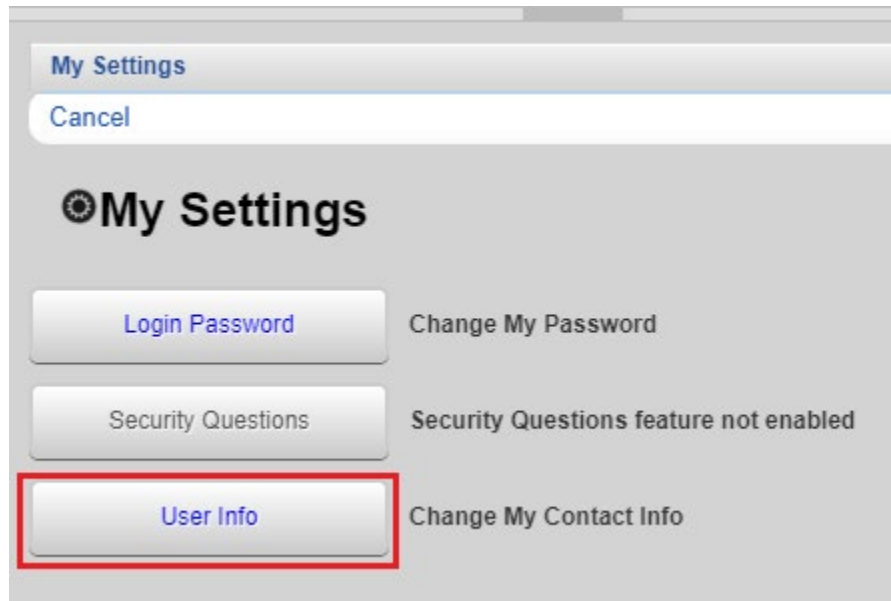 My Settings
Cancel
My Settings
Login Password Change My Password
Security Questions Security Questions feature not enabled
User Info Change My Contact Info